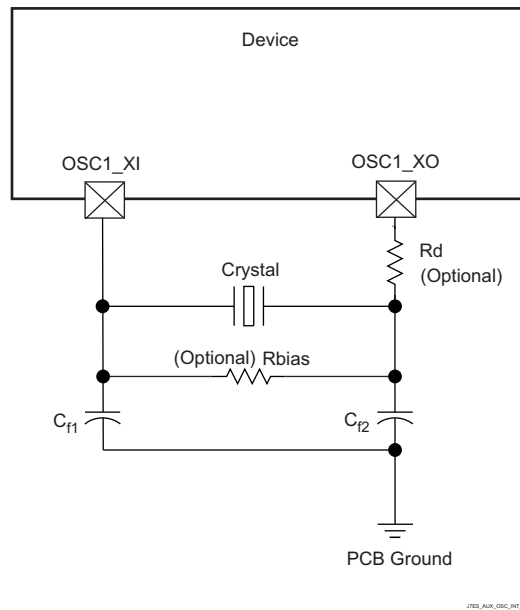 Device
OSC1_XI
OSC1_XO
Rd
(Optional)
Crystal
(Optional) Rbias
Cf1
Cf2
PCB Ground